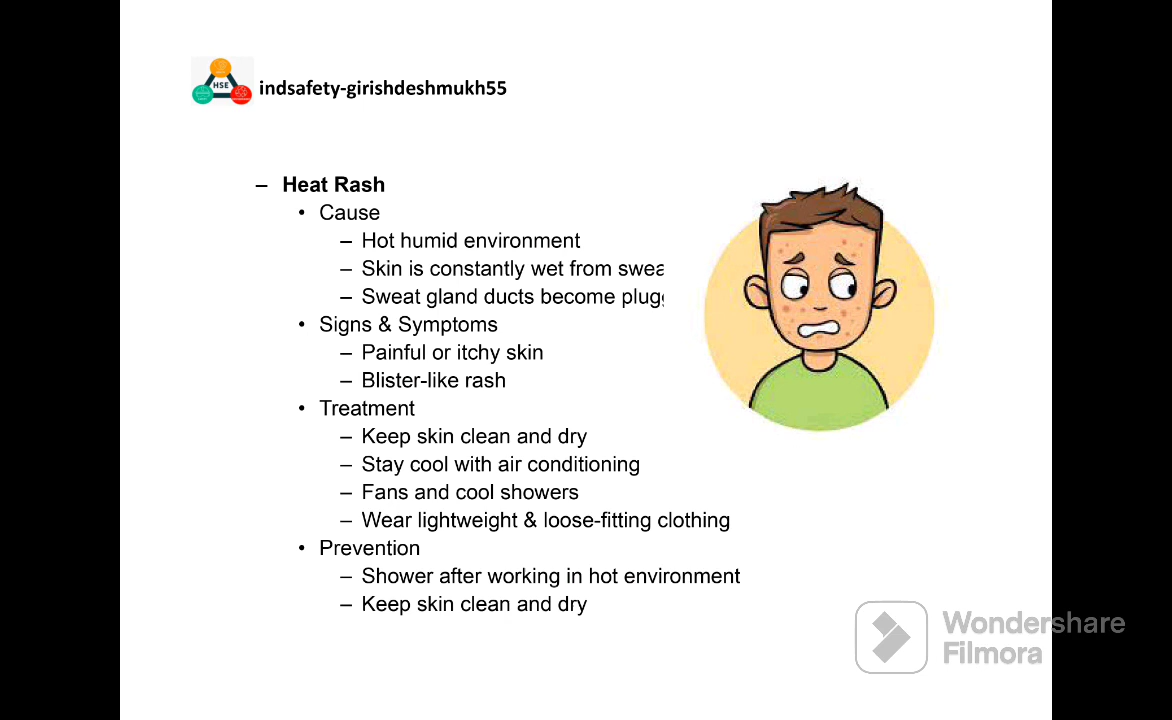 HSE
indsafety-girishdeshmukh55
– Heat Rash
• Cause
– Hot humid environment
– Skin is constantly wet from
– Sweat gland ducts become
• Signs & Symptoms
– Painful or itchy skin
– Blister-like rash
• Treatment
– Keep skin clean and dry
– Stay cool with air conditioning
– Fans and cool showers
– Wear lightweight & loose-fitting clothing
• Prevention
– Shower after working in hot environment
– Keep skin clean and dry
Wondershare
Filmora